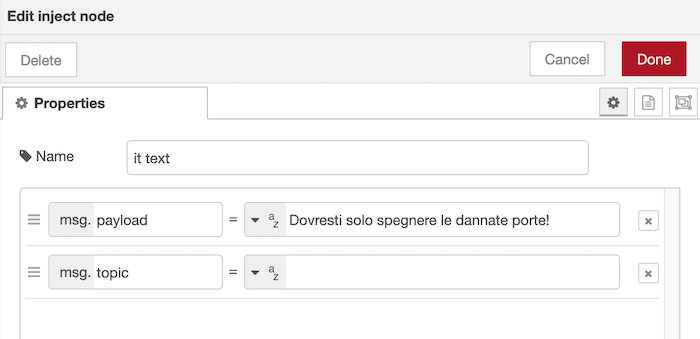 Edit inject node
Delete
Cancel
Done
Properties
Name
it text
msg. payload = az Dovresti solo spegnere le dannate porte!
msg. topic = az